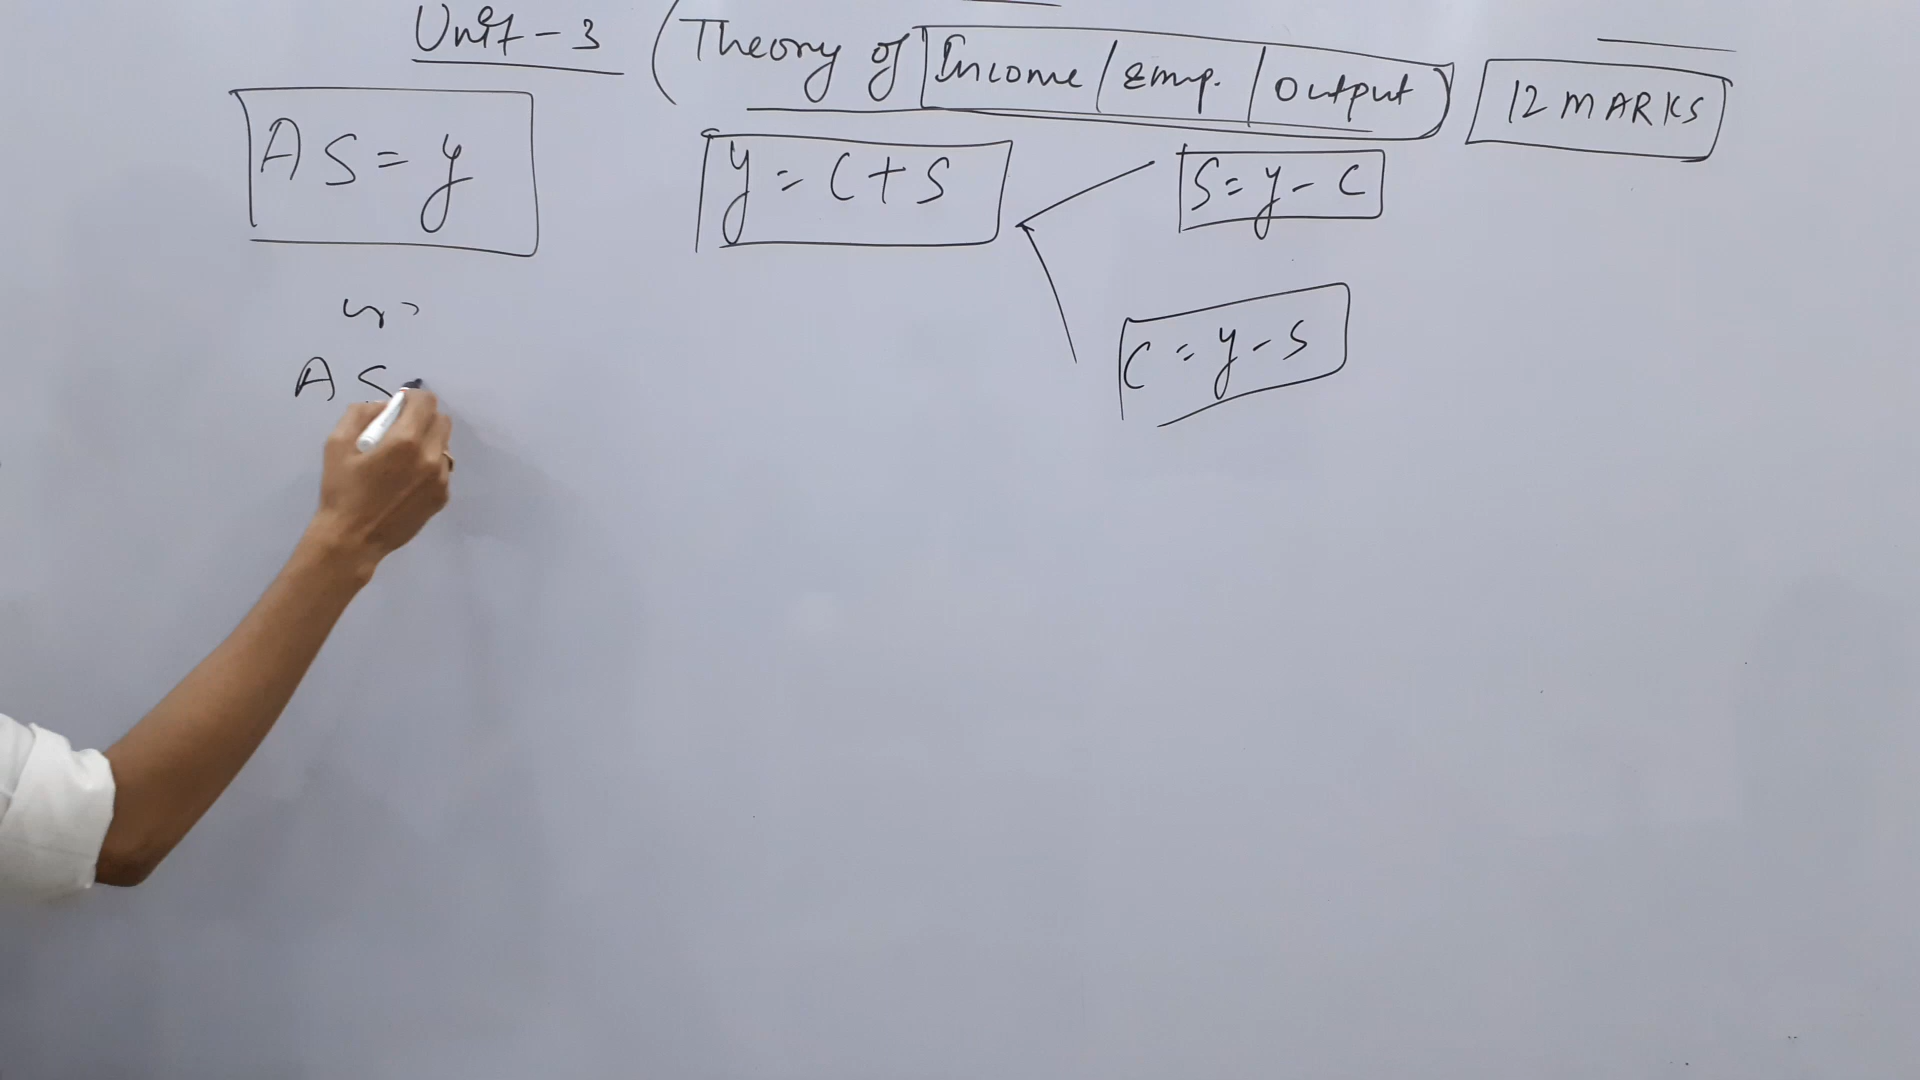 Unit-3 (Theory of Income/Emp./Output) 12 MARKS
AS=y
y=C+S
S=y-C
C=y-S
AS